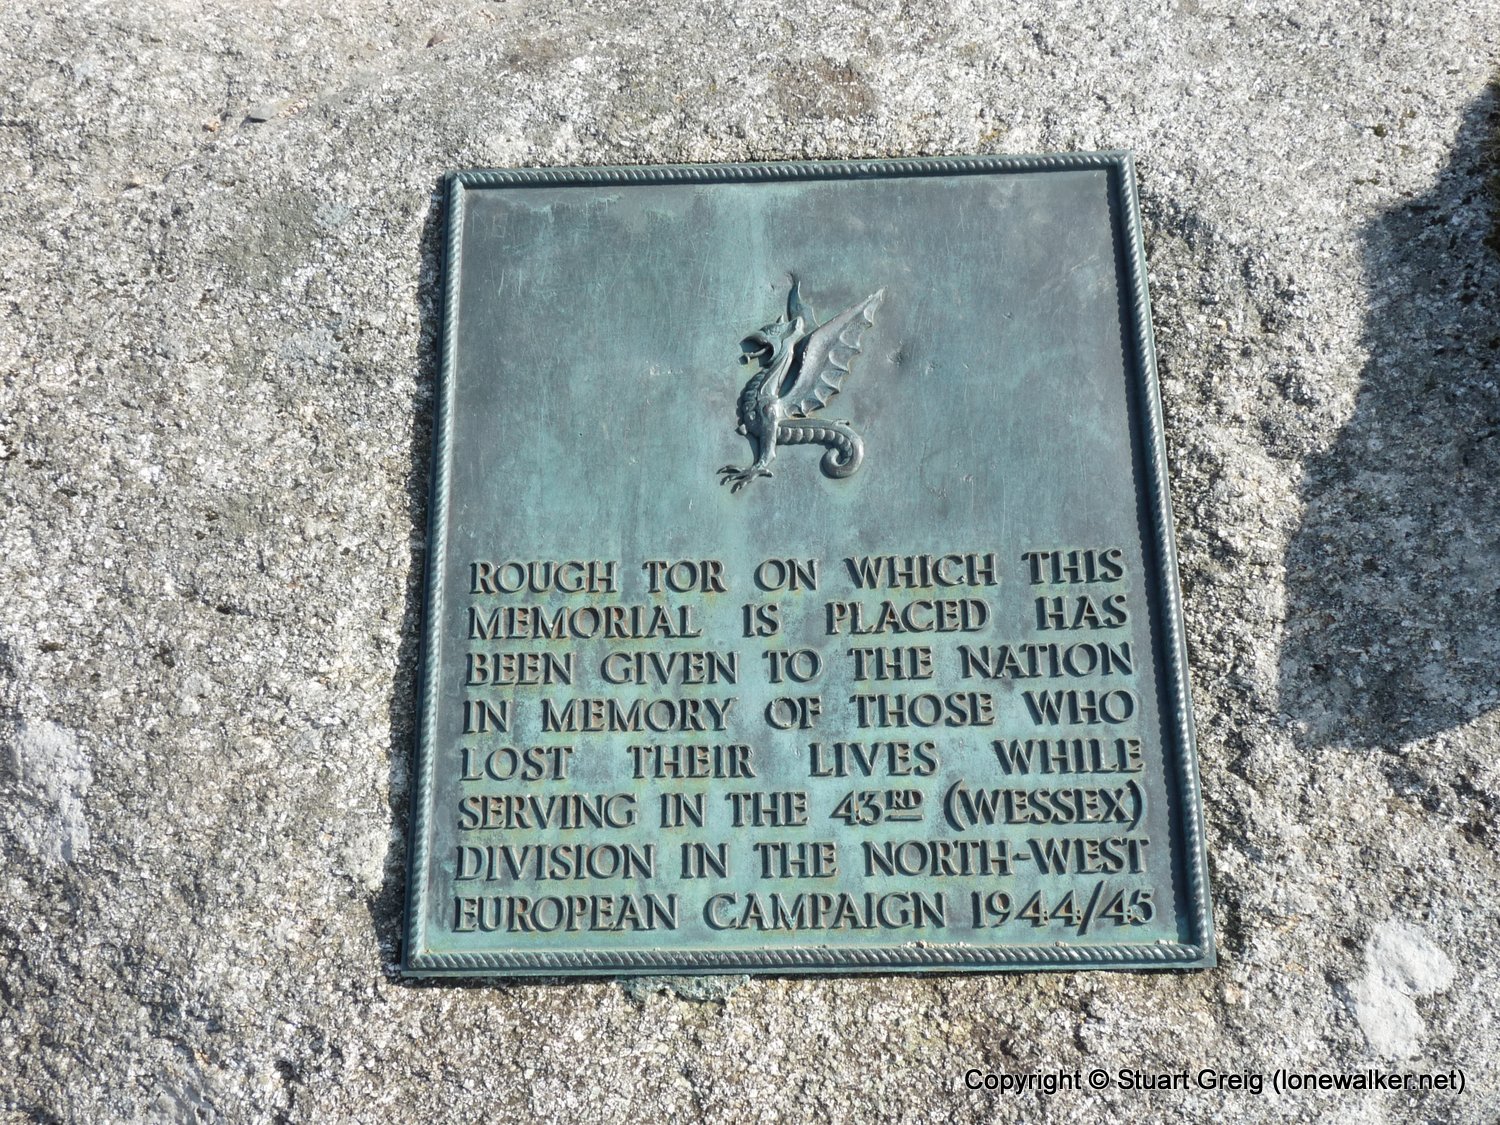 ROUGH TOR ON WHICH THIS
MEMORIAL IS PLACED HAS
BEEN GIVEN TO THE NATION
IN MEMORY OF THOSE WHO
LOST THEIR LIVES WHILE
SERVING IN THE 43RD (WESSEX)
DIVISION IN THE NORTH-WEST
EUROPEAN CAMPAIGN 1944/45
Copyright © Stuart Greig (lonewalker.net)